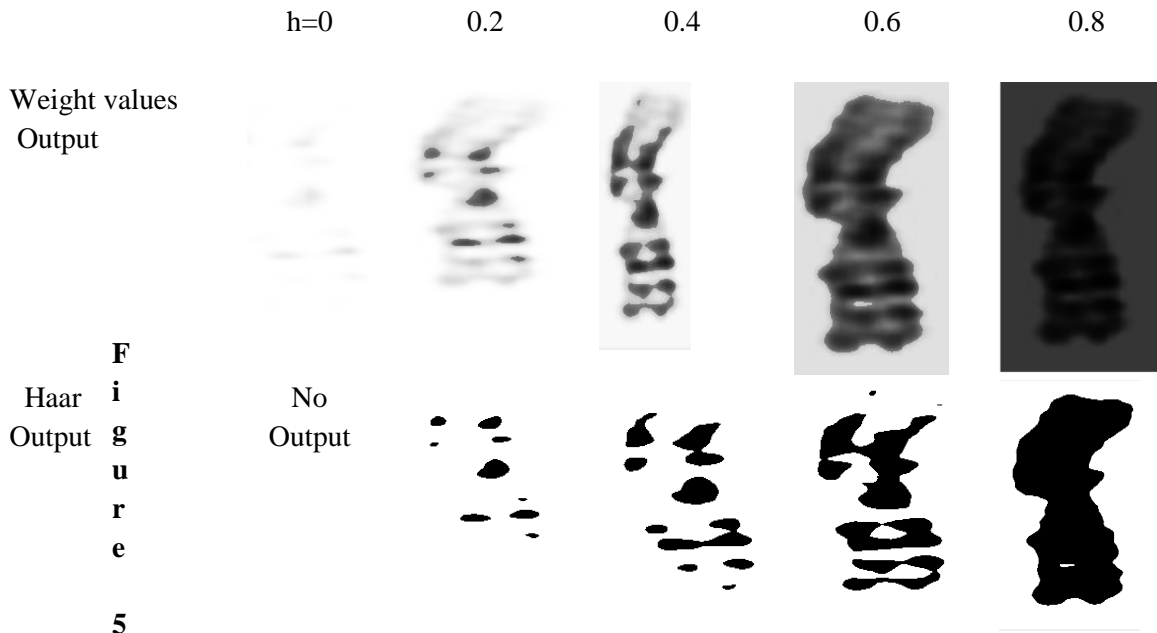 h=0 0.2 0.4 0.6 0.8
Weight values
Output
Haar
Output
No
Output
F
i
g
u
r
e
5